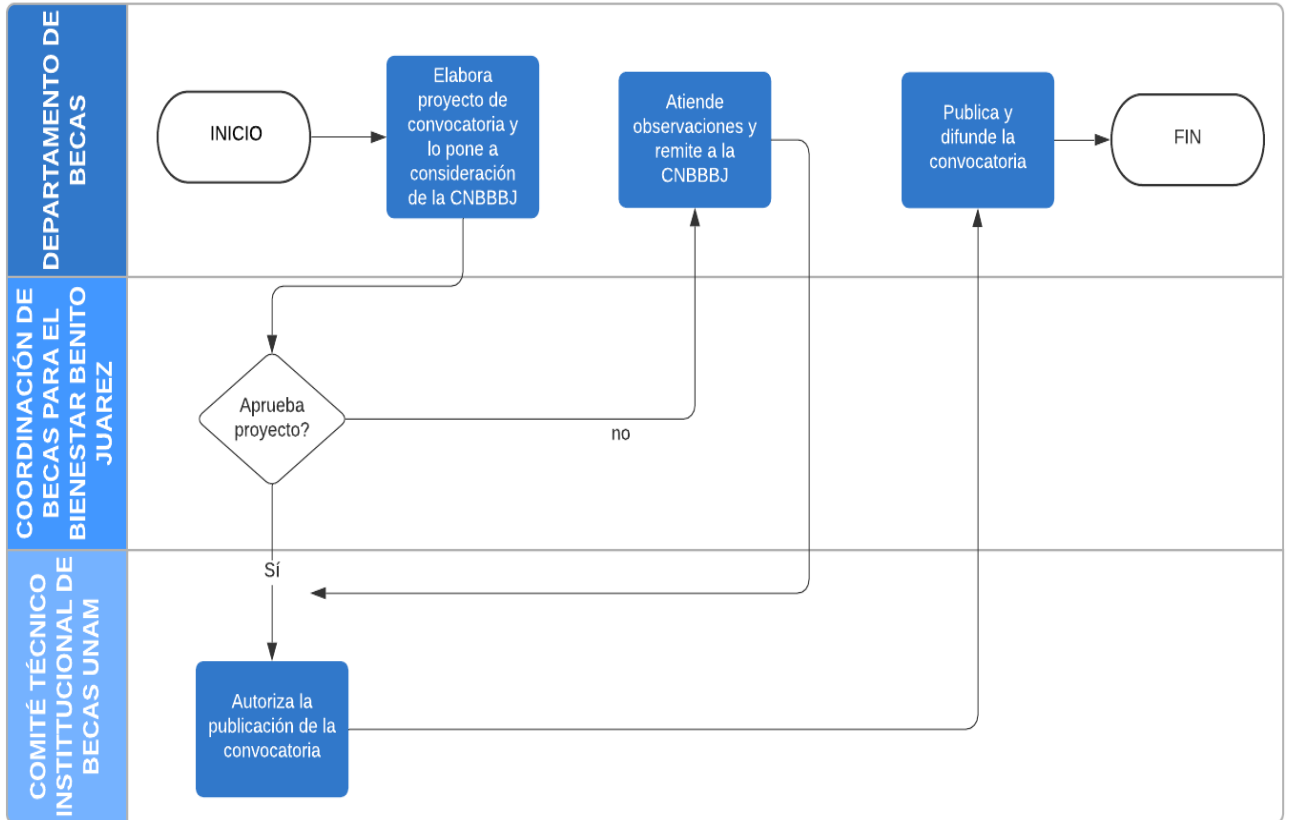 DEPARTAMENTO DE
BECAS
INICIO
Elabora
proyecto de
convocatoria y
lo pone a
consideración
de la CNBBBJ
Atiende
observaciones y
remite a la
CNBBBJ
Publica y
difunde la
convocatoria
FIN
COORDINACIÓN DE
BECAS PARA EL
BIENESTAR BENITO
JUAREZ
Aprueba
proyecto?
no
COMITÉ TÉCNICO
INSTITTUCIONAL DE
BECAS UNAM
Sí
Autoriza la
publicación de la
convocatoria